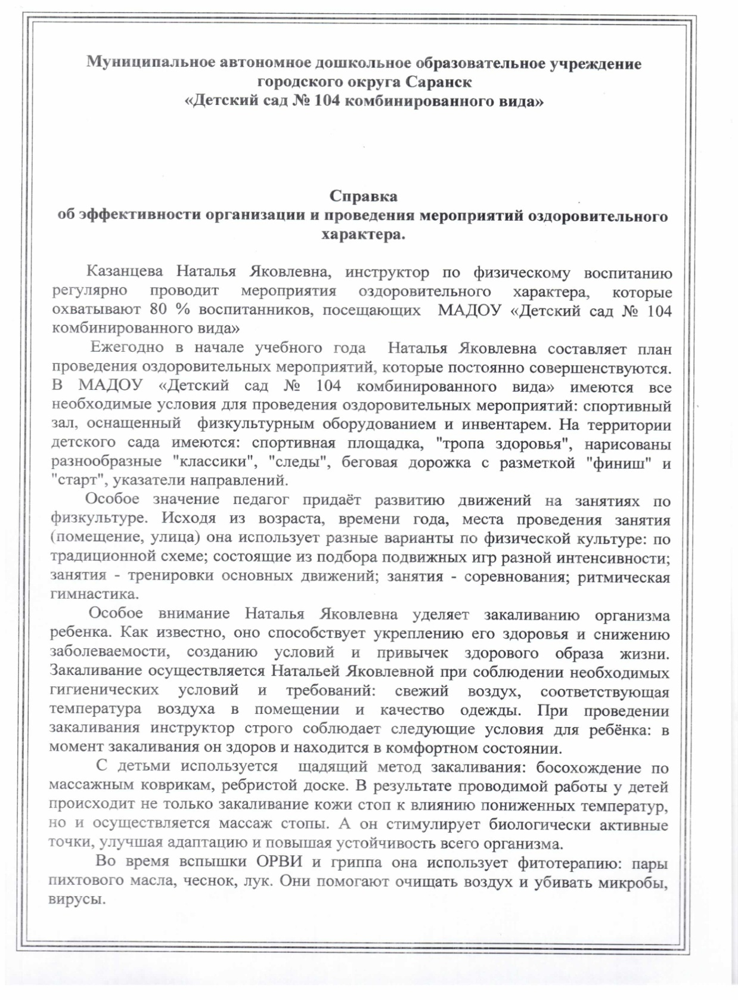 Муниципальное автономное дошкольное образовательное учреждение
городского округа Саранск
«Детский сад № 104 комбинированного вида»
Справка
об эффективности организации и проведения мероприятий оздоровительного
характера.
Казанцева Наталья Яковлевна, инструктор по физическому воспитанию
регулярно проводит мероприятия оздоровительного характера, которые
охватывают 80 % воспитанников, посещающих МАДОУ «Детский сад № 104
комбинированного вида»
Ежегодно в начале учебного года Наталья Яковлевна составляет план
проведения оздоровительных мероприятий, которые постоянно совершенствуются.
В МАДОУ «Детский сад № 104 комбинированного вида» имеются все
необходимые условия для проведения оздоровительных мероприятий: спортивный
зал, оснащенный физкультурным оборудованием и инвентарем. На территории
детского сада имеются: спортивная площадка, "тропа здоровья", нарисованы
разнообразные "классики", "следы", беговая дорожка с разметкой "финиш" и
"старт", указатели направлений.
Особое значение педагог придаёт развитию движений на занятиях по
физкультуре. Исходя из возраста, времени года, места проведения занятия
(помещение, улица) она использует разные варианты по физической культуре: по
традиционной схеме; состоящие из подбора подвижных игр разной интенсивности;
занятия - тренировки основных движений; занятия - соревнования; ритмическая
гимнастика.
Особое внимание Наталья Яковлевна уделяет закаливанию организма
ребенка. Как известно, оно способствует укреплению его здоровья и снижению
заболеваемости, созданию условий и привычек здорового образа жизни.
Закаливание осуществляется Натальей Яковлевной при соблюдении необходимых
гигиенических условий и требований: свежий воздух, соответствующая
температура воздуха в помещении и качество одежды. При проведении
закаливания инструктор строго соблюдает следующие условия для ребёнка: в
момент закаливания он здоров и находится в комфортном состоянии.
С детьми используется щадящий метод закаливания: босохождение по
массажным коврикам, ребристой доске. В результате проводимой работы у детей
происходит не только закаливание кожи стоп к влиянию пониженных температур,
но и осуществляется массаж стопы. А он стимулирует биологически активные
точки, улучшая адаптацию и повышая устойчивость всего организма.
Во время вспышки ОРВИ и гриппа она использует фитотерапию: пары
пихтового масла, чеснок, лук. Они помогают очищать воздух и убивать микробы,
вирусы.